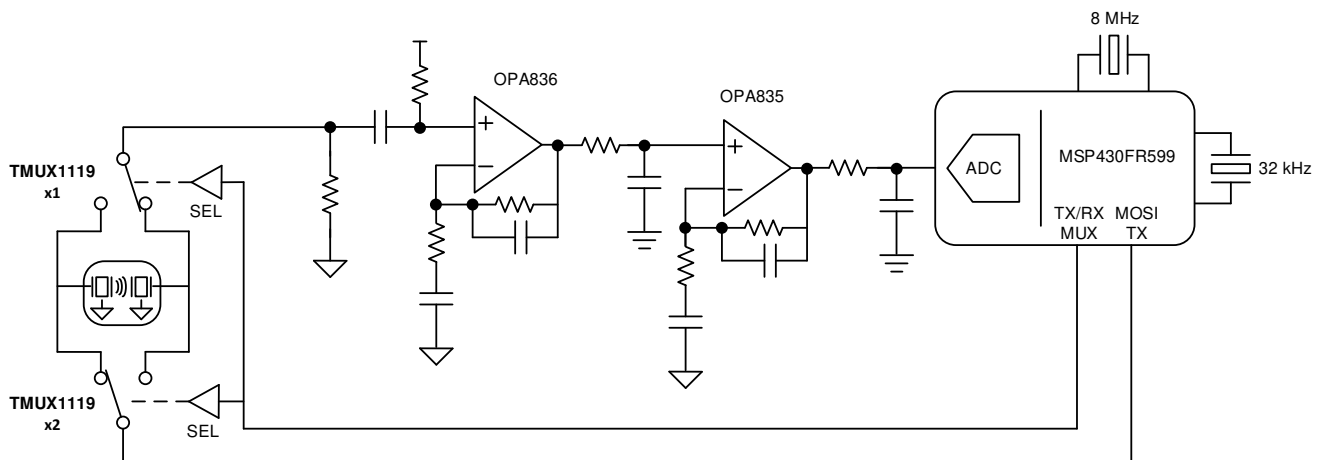 8 MHz
OPA836
OPA835
ADC
MSP430FR599
32 kHz
TX/RX MOSI
MUX TX
TMUX1119
x1
SEL
+
−
+
−
TMUX1119
x2
SEL